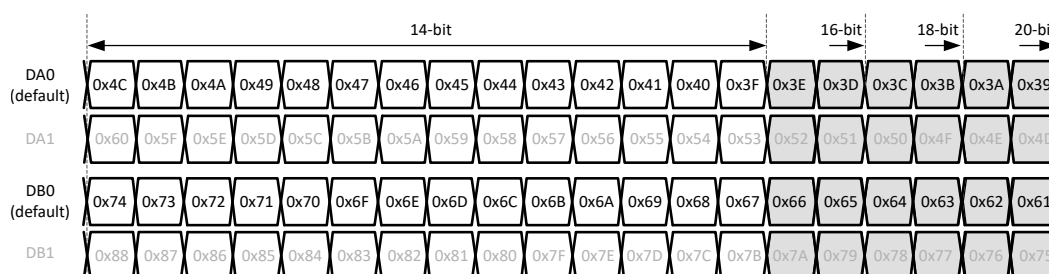 14-bit 16-bit 18-bit 20-bi
DA0 0x4C 0x4B 0x4A 0x49 0x48 0x47 0x46 0x45 0x44 0x43 0x42 0x41 0x40 0x3F 0x3E 0x3D 0x3C 0x3B 0x3A 0x39
(default)
DA1 0x60 0x5F 0x5E 0x5D 0x5C 0x5B 0x5A 0x59 0x58 0x57 0x56 0x55 0x54 0x53 0x52 0x51 0x50 0x4F 0x4E 0x4D
DB0 0x74 0x73 0x72 0x71 0x70 0x6F 0x6E 0x6D 0x6C 0x6B 0x6A 0x69 0x68 0x67 0x66 0x65 0x64 0x63 0x62 0x61
(default)
DB1 0x88 0x87 0x86 0x85 0x84 0x83 0x82 0x81 0x80 0x7F 0x7E 0x7D 0x7C 0x7B 0x7A 0x79 0x78 0x77 0x76 0x75